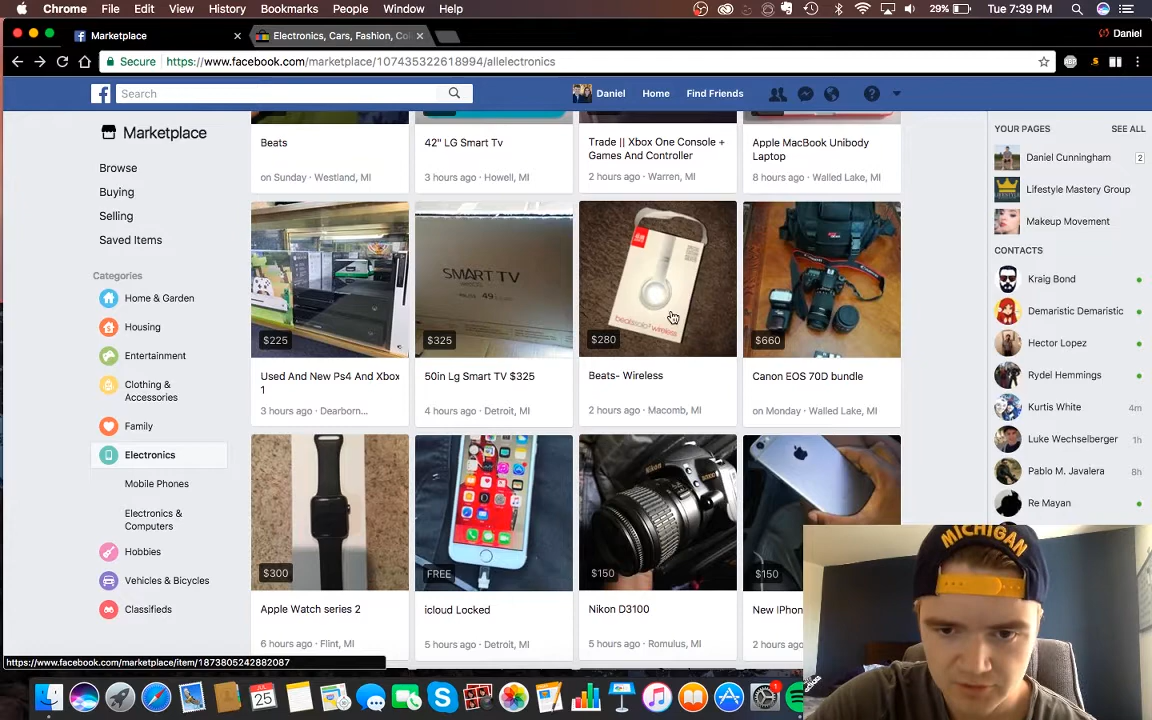 Chrome File Edit View History Bookmarks People Window Help 29% Tue 7:39 PM
Marketplace Electronics, Cars, Fashion, Col Daniel
Secure https://www.facebook.com/marketplace/107435322618994/allelectronics
Search Daniel Home Find Friends
Marketplace
Browse
Buying
Selling
Saved Items
Categories
Home & Garden
Housing
Entertainment
Clothing &
Accessories
Family
Electronics
Mobile Phones
Electronics &
Computers
Hobbies
Vehicles & Bicycles
Classifieds
Beats
on Sunday · Westland, MI
42" LG Smart Tv
3 hours ago · Howell, MI
Trade || Xbox One Console +
Games And Controller
2 hours ago · Warren, MI
Apple MacBook Unibody
Laptop
8 hours ago · Walled Lake, MI
$225
Used And New Ps4 And Xbox
1
3 hours ago · Dearborn...
SMART TV
49
$325
50in Lg Smart TV $325
4 hours ago · Detroit, MI
beatssolo3 wireless
$280
Beats- Wireless
2 hours ago · Macomb, MI
$660
Canon EOS 70D bundle
on Monday · Walled Lake, MI
$300
Apple Watch series 2
6 hours ago · Flint, MI
FREE
icloud Locked
5 hours ago · Detroit, MI
Nikon
$150
Nikon D3100
5 hours ago · Romulus, MI
$150
New IPhon
2 hours ago
YOUR PAGES SEE ALL
Daniel Cunningham 2
Lifestyle Mastery Group
Makeup Movement
CONTACTS
Kraig Bond
Demaristic Demaristic
Hector Lopez
Rydel Hemmings
Kurtis White 4m
Luke Wechselberger 1h
Pablo M. Javalera 8h
Re Mayan
MICHIGAN
https://www.facebook.com/marketplace/item/1873805242882087
JUL
25
1